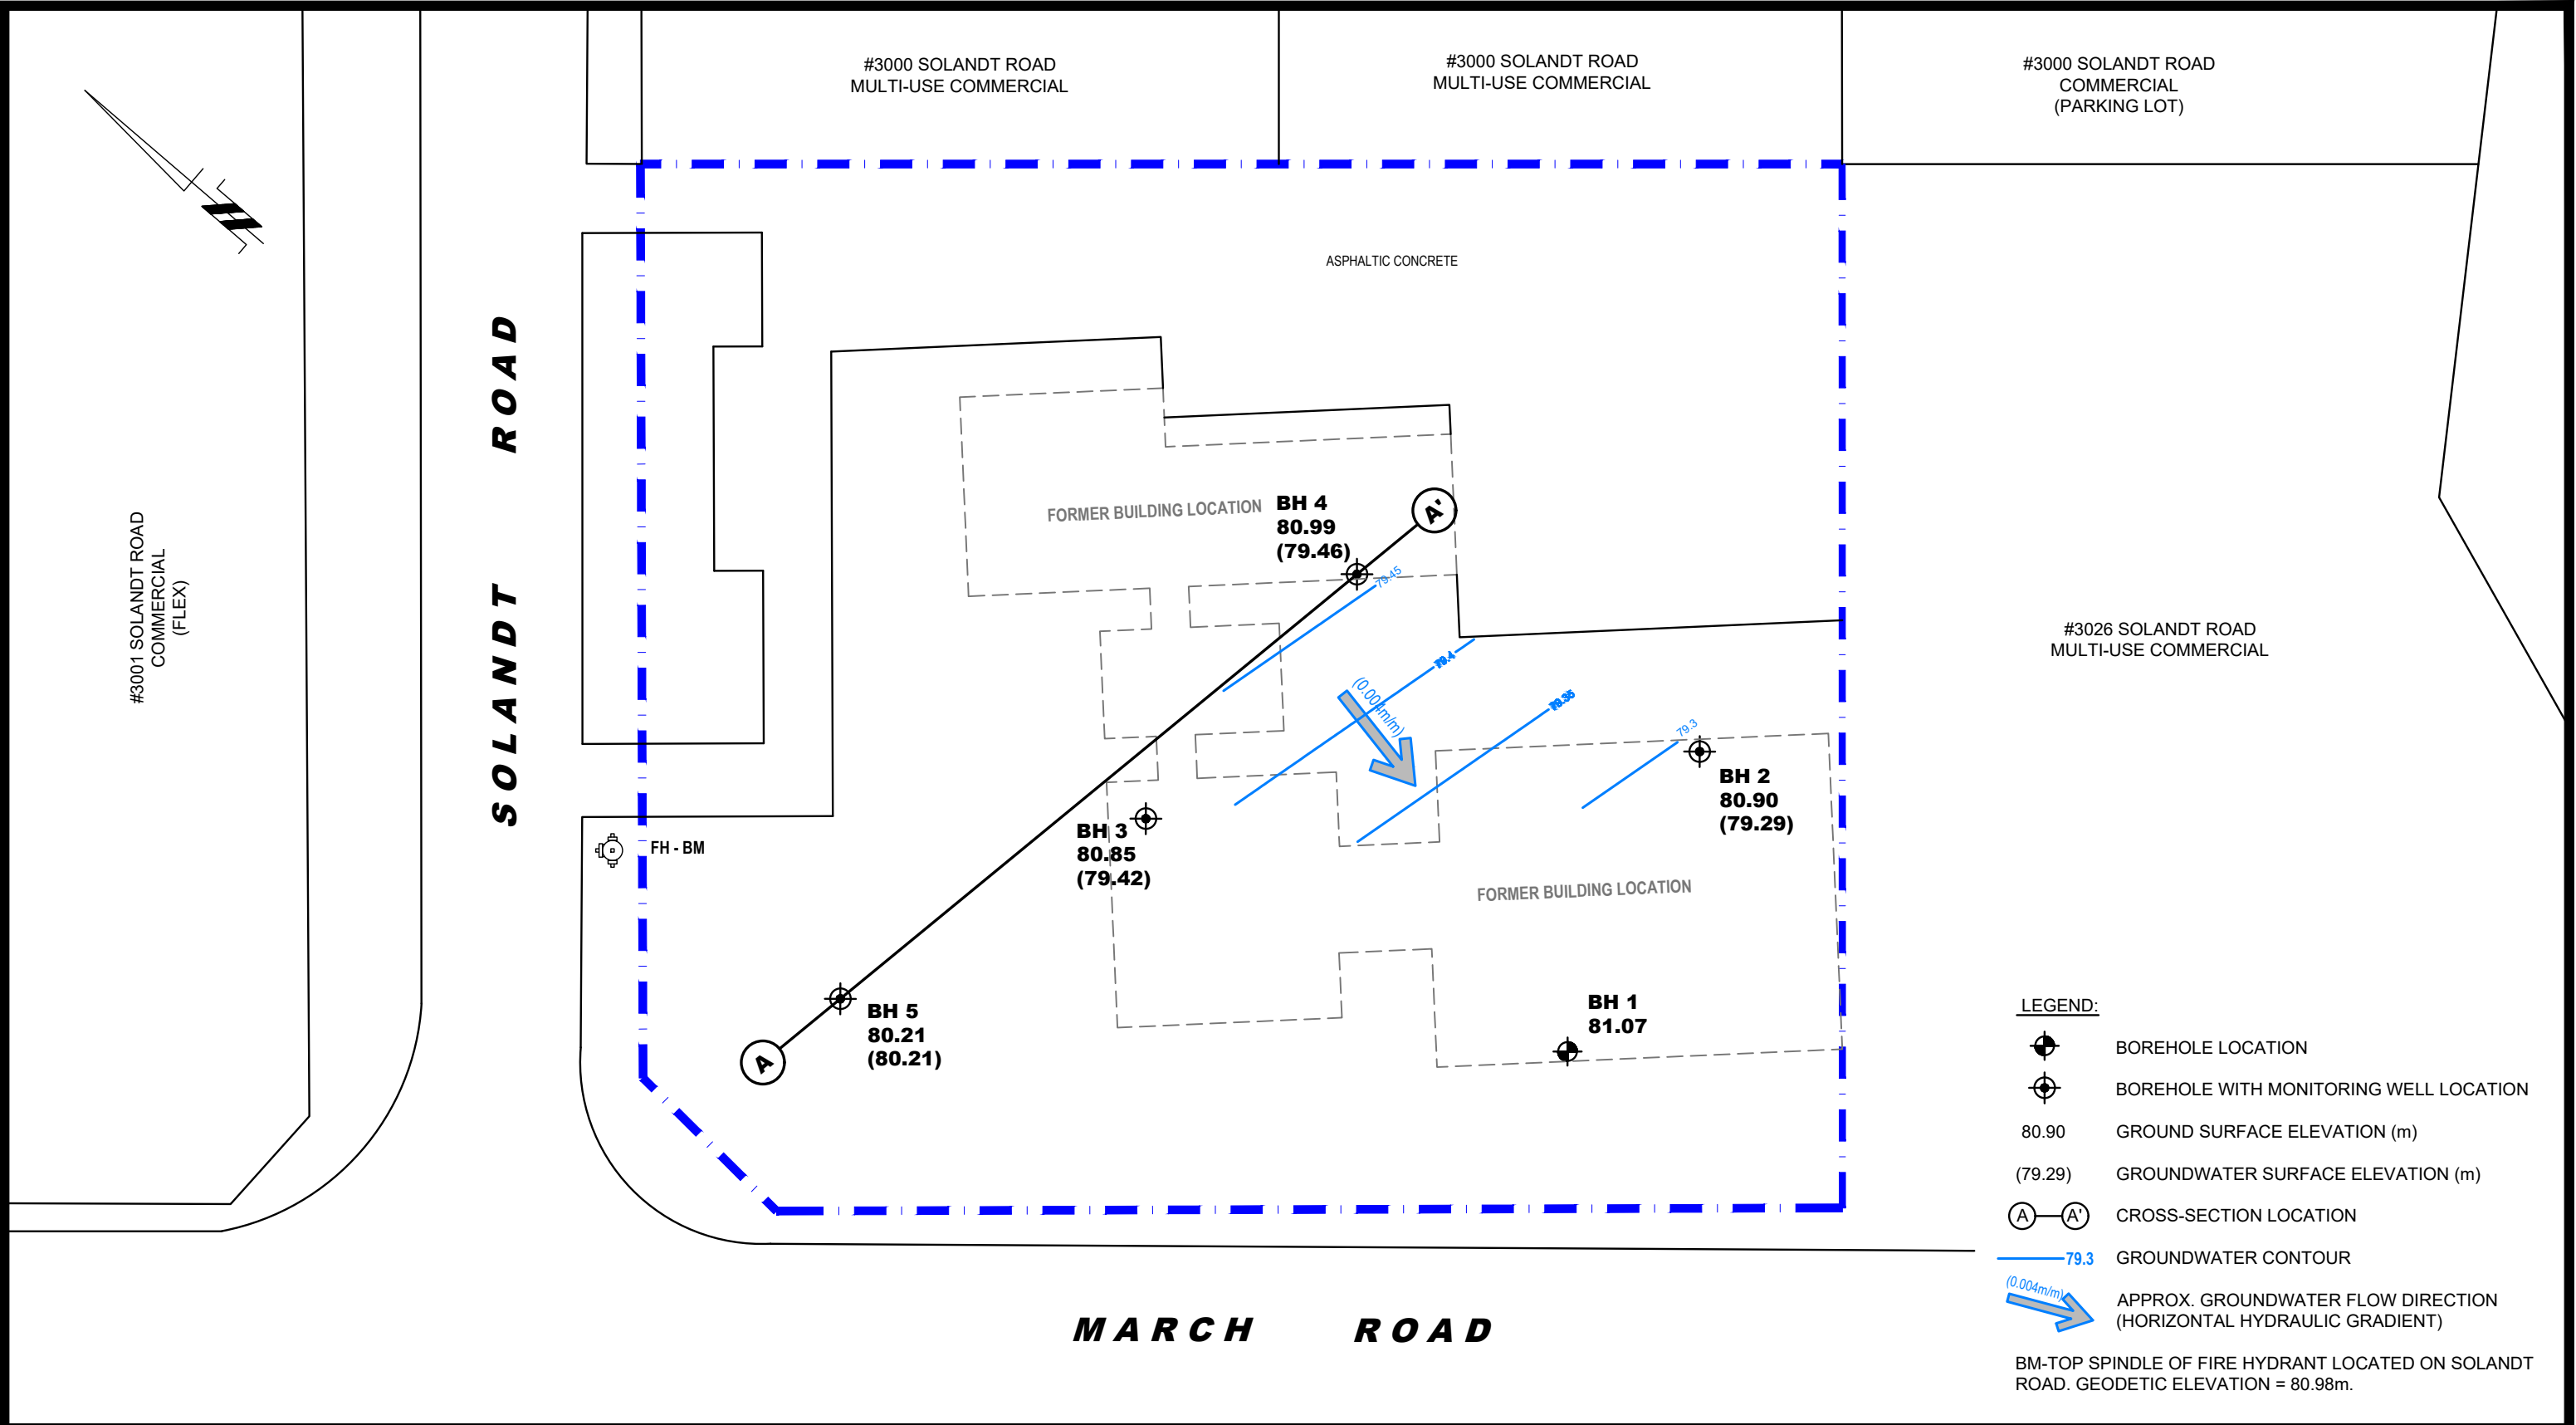 #3000 SOLANDT ROAD
MULTI-USE COMMERCIAL
#3000 SOLANDT ROAD
MULTI-USE COMMERCIAL
#3000 SOLANDT ROAD
COMMERCIAL
(PARKING LOT)
ASPHALTIC CONCRETE
SOLANDT ROAD
#3001 SOLANDT ROAD
COMMERCIAL
(FLEX)
FORMER BUILDING LOCATION
BH 4
80.99
(79.46)
A'
79.45
79.4
(0.004m/m)
79.35
79.3
#3026 SOLANDT ROAD
MULTI-USE COMMERCIAL
BH 2
80.90
(79.29)
BH 3
80.85
(79.42)
FH - BM
FORMER BUILDING LOCATION
BH 5
80.21
(80.21)
A
BH 1
81.07
MARCH ROAD
LEGEND:
BOREHOLE LOCATION
BOREHOLE WITH MONITORING WELL LOCATION
80.90 GROUND SURFACE ELEVATION (m)
(79.29) GROUNDWATER SURFACE ELEVATION (m)
A A' CROSS-SECTION LOCATION
79.3 GROUNDWATER CONTOUR
(0.004m/m) APPROX. GROUNDWATER FLOW DIRECTION
(HORIZONTAL HYDRAULIC GRADIENT)
BM-TOP SPINDLE OF FIRE HYDRANT LOCATED ON SOLANDT
ROAD. GEODETIC ELEVATION = 80.98m.